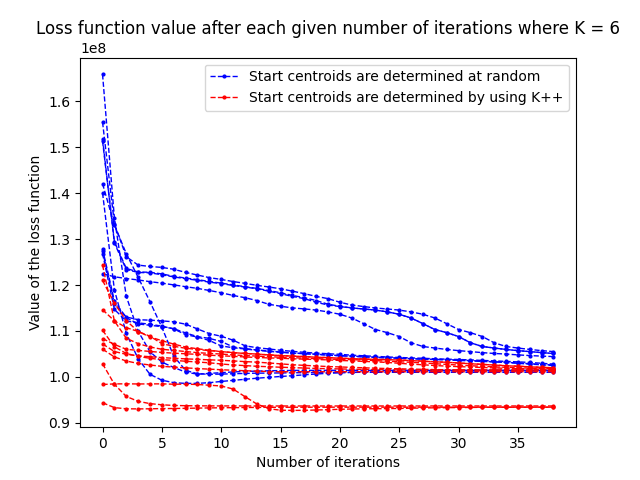 Loss function value after each given number of iterations where K = 6
1e8
Start centroids are determined at random
Start centroids are determined by using K++
1.6
1.5
1.4
1.3
1.2
1.1
1.0
0.9
Value of the loss function
0 5 10 15 20 25 30 35
Number of iterations